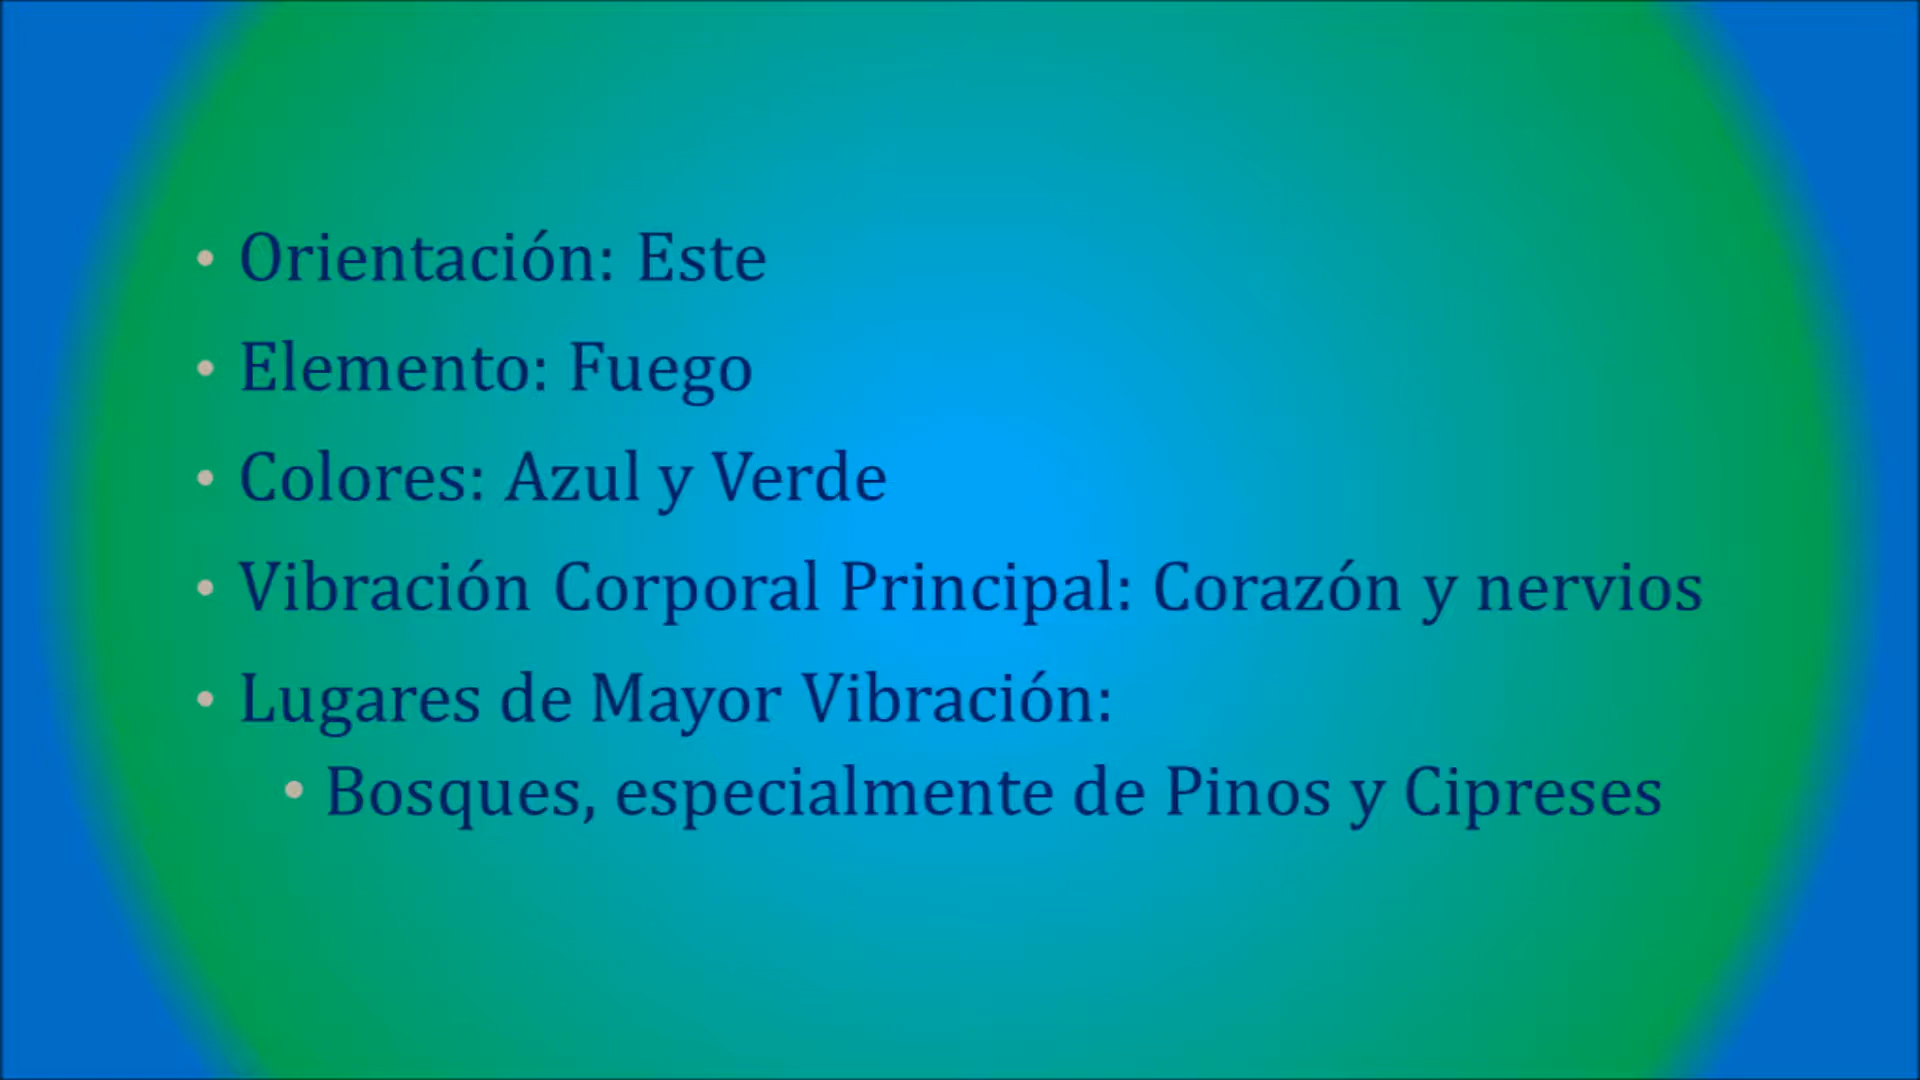 • Orientación: Este
• Elemento: Fuego
• Colores: Azul y Verde
• Vibración Corporal Principal: Corazón y nervios
• Lugares de Mayor Vibración:
• Bosques, especialmente de Pinos y Cipreses